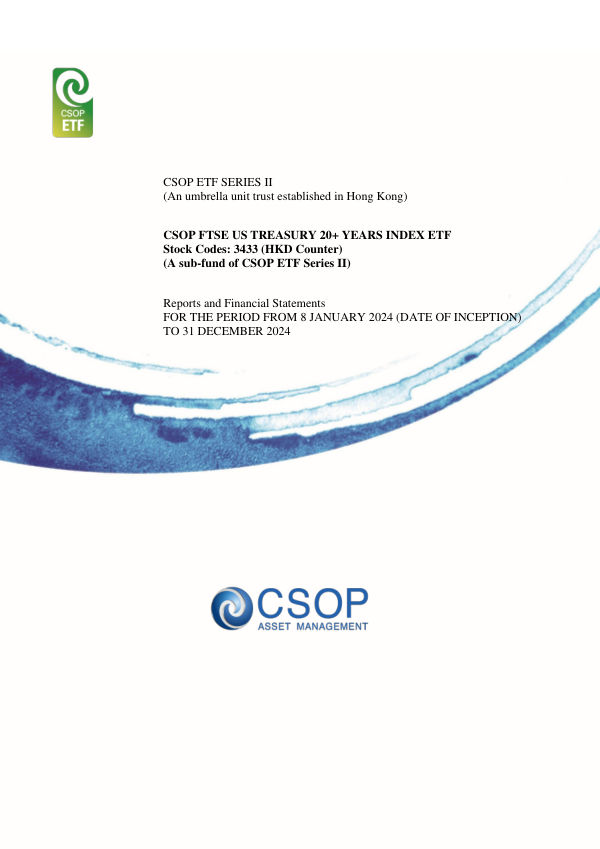 CSOP
ETF
CSOP ETF SERIES II
(An umbrella unit trust established in Hong Kong)
CSOP FTSE US TREASURY 20+ YEARS INDEX ETF
Stock Codes: 3433 (HKD Counter)
(A sub-fund of CSOP ETF Series II)
Reports and Financial Statements
FOR THE PERIOD FROM 8 JANUARY 2024 (DATE OF INCEPTION)
TO 31 DECEMBER 2024
CSOP
ASSET MANAGEMENT